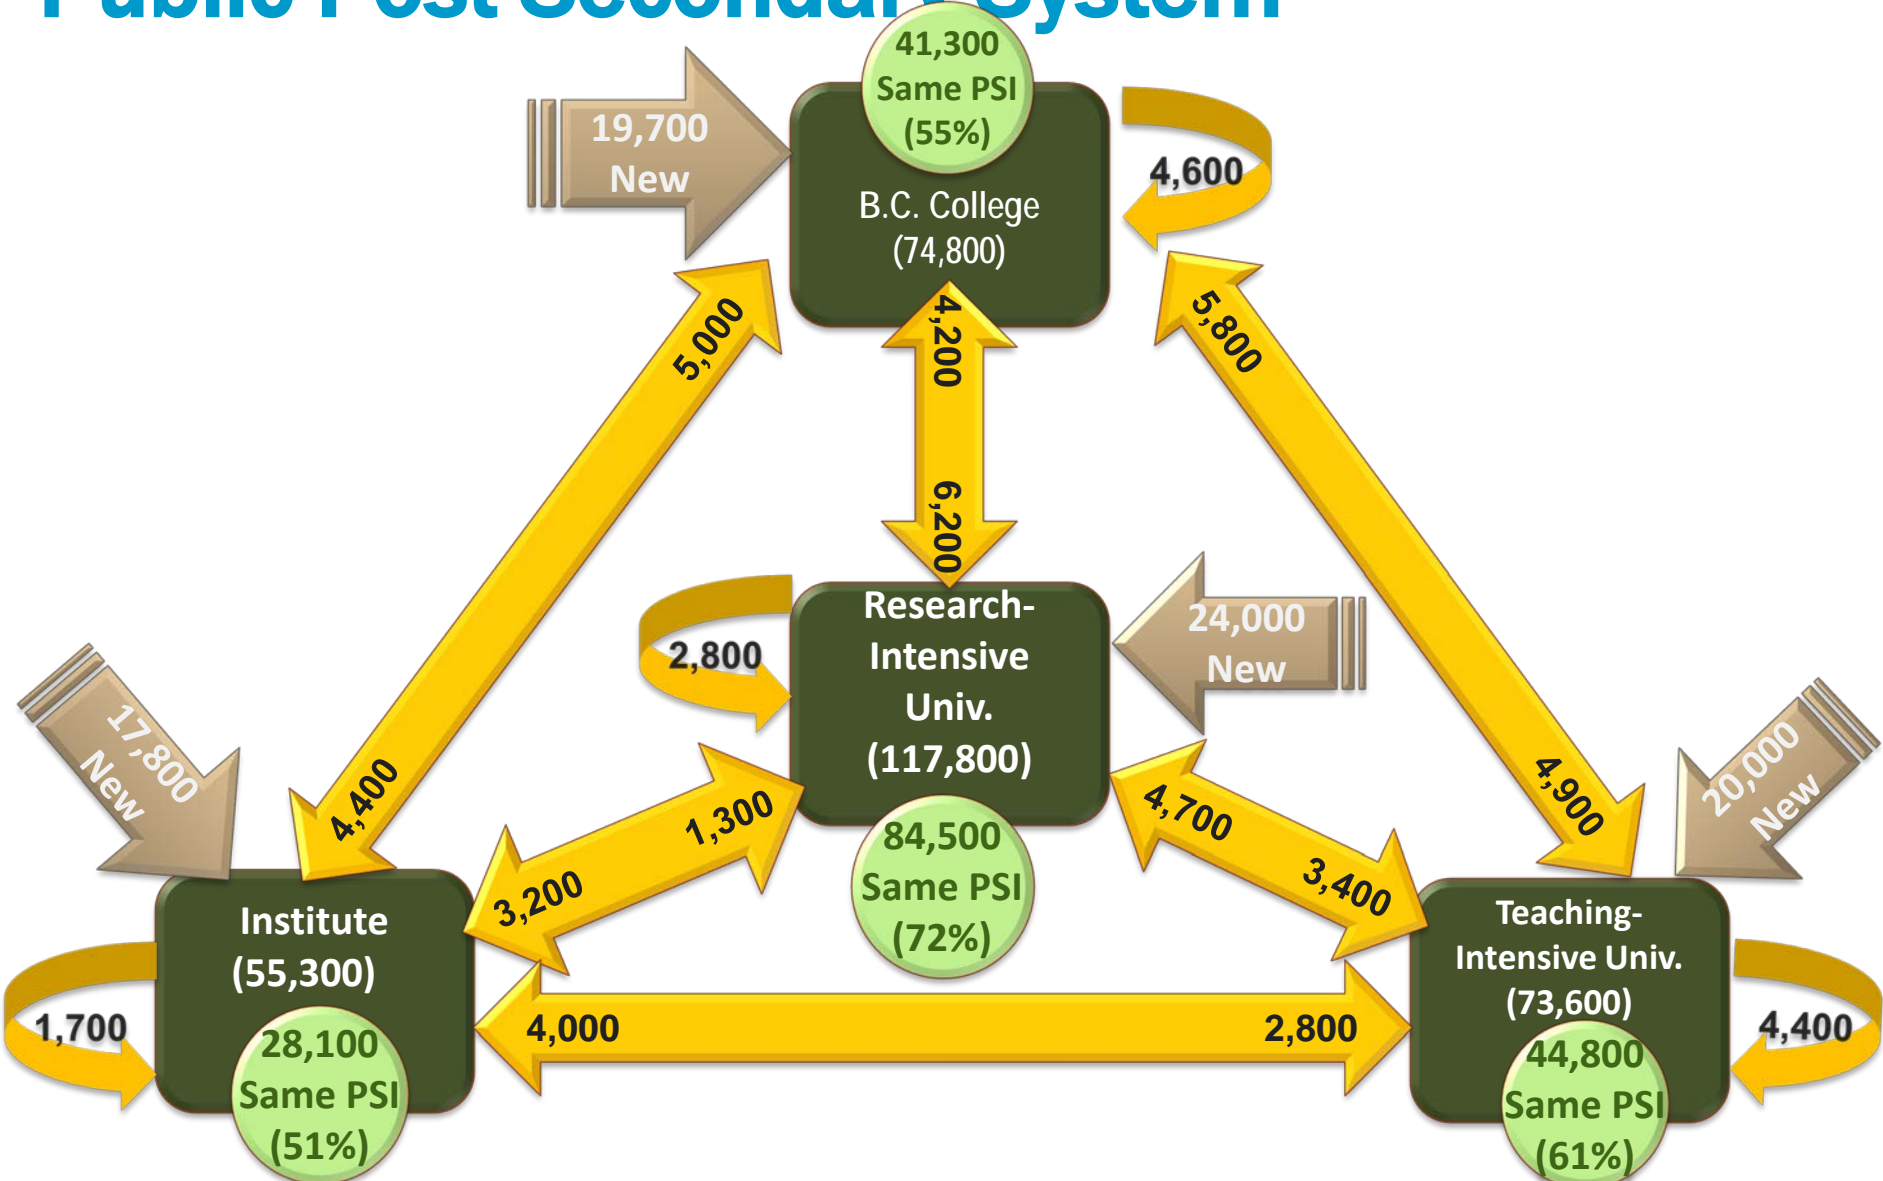 Public Post Secondary System
41,300
Same PSI
(55%)
19,700
New
4,600
B.C. College
(74,800)
5,000
4,200
5,800
6,200
Research-
Intensive
Univ.
(117,800)
24,000
New
2,800
17,800
New
20,000
New
4,400
1,300
4,700
4,900
3,200
3,400
84,500
Same PSI
(72%)
Institute
(55,300)
Teaching-
Intensive Univ.
(73,600)
1,700
4,000
2,800
4,400
28,100
Same PSI
(51%)
44,800
Same PSI
(61%)